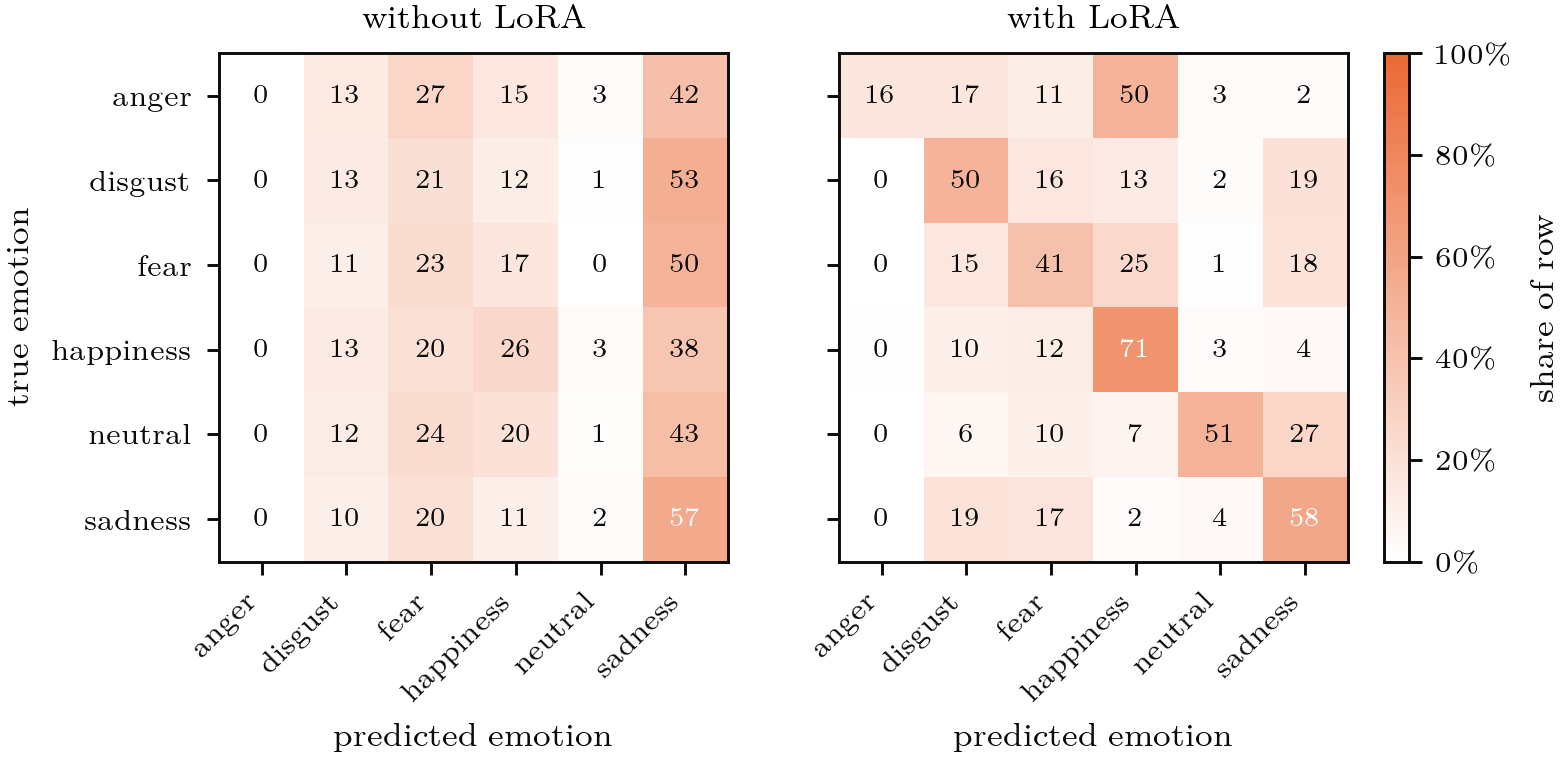 without LoRA
with LoRA
true emotion
anger 0 13 27 15 3 42
disgust 0 13 21 12 1 53
fear 0 11 23 17 0 50
happiness 0 13 20 26 3 38
neutral 0 12 24 20 1 43
sadness 0 10 20 11 2 57
anger disgust fear happiness neutral sadness
predicted emotion
16 17 11 50 3 2
0 50 16 13 2 19
0 15 41 25 1 18
0 10 12 71 3 4
0 6 10 7 51 27
0 19 17 2 4 58
anger disgust fear happiness neutral sadness
predicted emotion
100%
80%
60%
40%
20%
0%
share of row